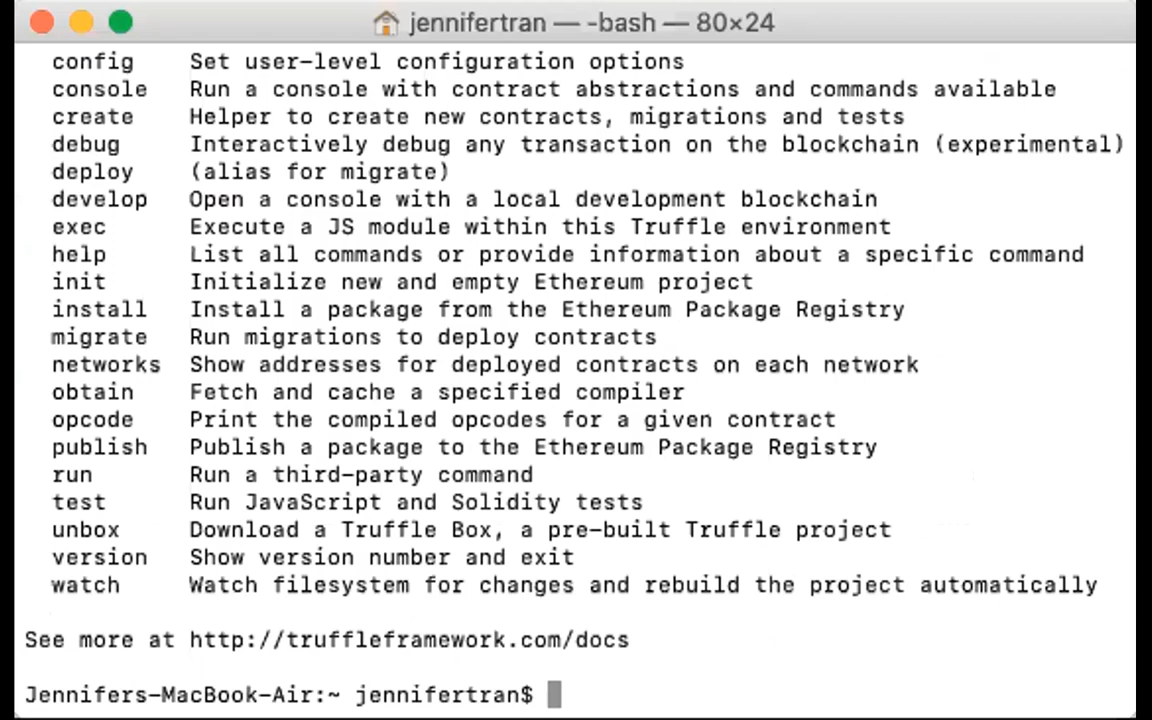 jennifertran — -bash — 80×24
config Set user-level configuration options
console Run a console with contract abstractions and commands available
create Helper to create new contracts, migrations and tests
debug Interactively debug any transaction on the blockchain (experimental)
deploy (alias for migrate)
develop Open a console with a local development blockchain
exec Execute a JS module within this Truffle environment
help List all commands or provide information about a specific command
init Initialize new and empty Ethereum project
install Install a package from the Ethereum Package Registry
migrate Run migrations to deploy contracts
networks Show addresses for deployed contracts on each network
obtain Fetch and cache a specified compiler
opcode Print the compiled opcodes for a given contract
publish Publish a package to the Ethereum Package Registry
run Run a third-party command
test Run JavaScript and Solidity tests
unbox Download a Truffle Box, a pre-built Truffle project
version Show version number and exit
watch Watch filesystem for changes and rebuild the project automatically
See more at http://truffleframework.com/docs
Jennifers-MacBook-Air:~ jennifertran$